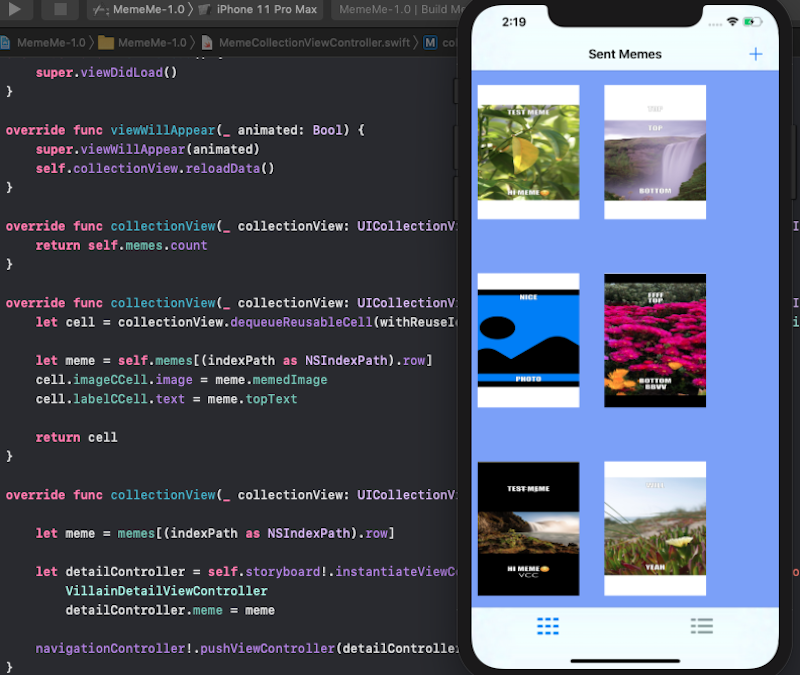 MemeMe-1.0 〉 iPhone 11 Pro Max
MemeMe-1.0 | Build Me
MemeMe-1.0 〉 MemeMe-1.0 〉 MemeCollectionViewController.swift 〉 M col
super.viewDidLoad()
}
override func viewWillAppear(_ animated: Bool) {
super.viewWillAppear(animated)
self.collectionView.reloadData()
}
override func collectionView(_ collectionView: UICollectionVi
return self.memes.count
}
override func collectionView(_ collectionView: UICollectionVi
let cell = collectionView.dequeueReusableCell(withReuseIde
let meme = self.memes[(indexPath as NSIndexPath).row]
cell.imageCCell.image = meme.memedImage
cell.labelCCell.text = meme.topText
return cell
}
override func collectionView(_ collectionView: UICollectionVi
let meme = memes[(indexPath as NSIndexPath).row]
let detailController = self.storyboard!.instantiateViewCo
VillainDetailViewController
detailController.meme = meme
navigationController!.pushViewController(detailController
}
2:19
Sent Memes
+
TEST MEME
HI MEME😊
TOP
TOP
BOTTOM
NICE
PHOTO
FFFF
TOP
BOTTOM
BBVV
TEST MEME
HI MEME😊
VCC
YEAH